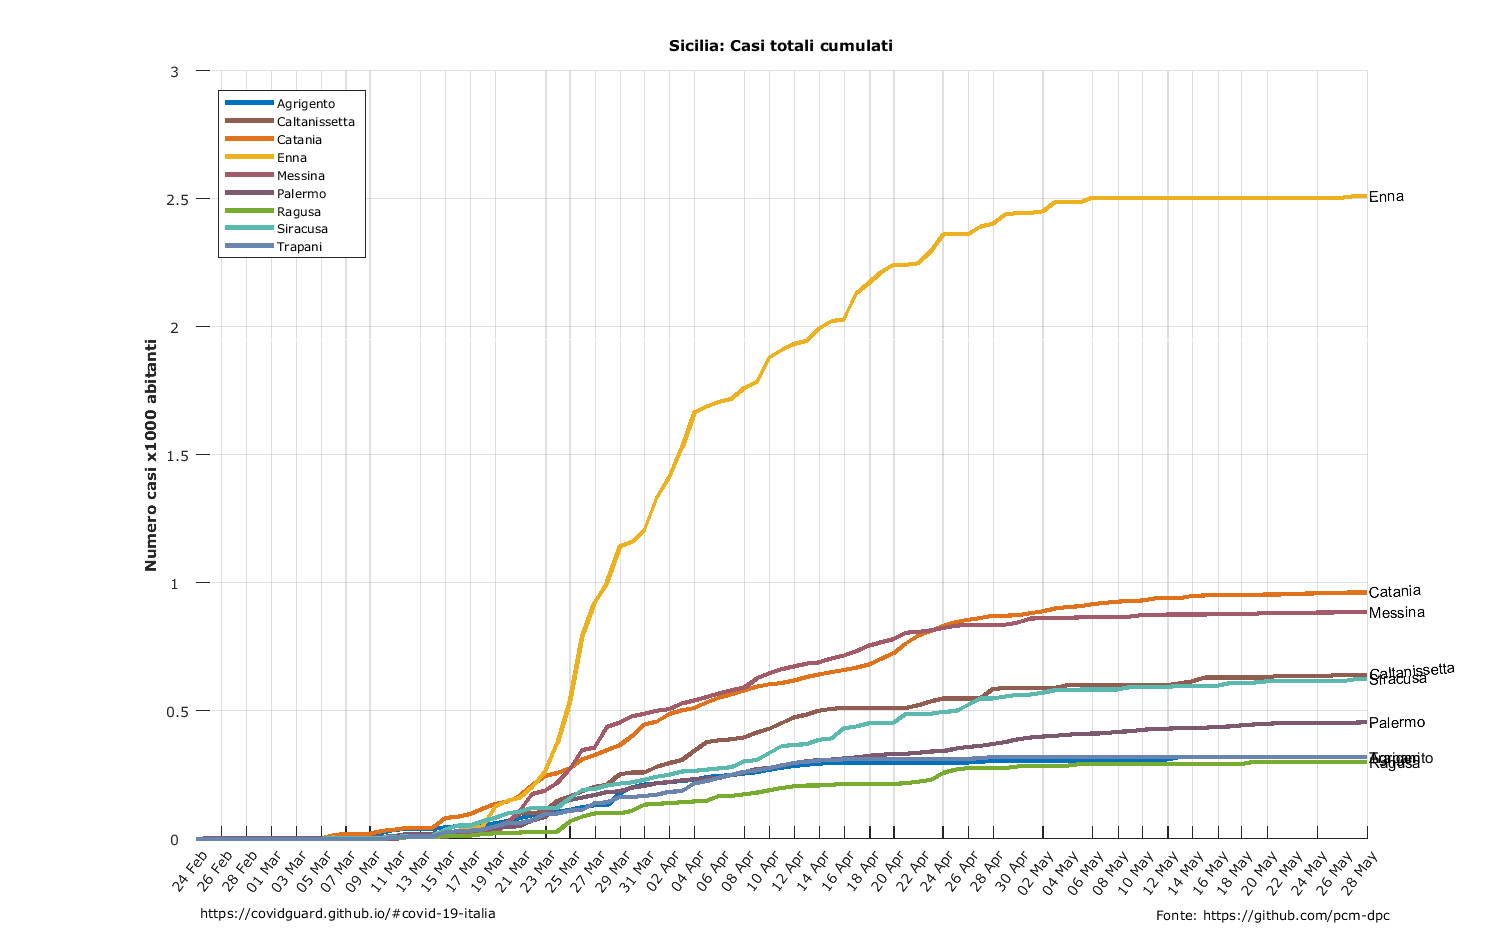 Sicilia: Casi totali cumulati
3
2.5
2
1.5
1
0.5
0
Numero casi x1000 abitanti
Agrigento
Caltanissetta
Catania
Enna
Messina
Palermo
Ragusa
Siracusa
Trapani
Enna
Catania
Messina
Caltanissetta
Siracusa
Palermo
Agrigento
Trapani
Ragusa
24 Feb
26 Feb
28 Feb
01 Mar
03 Mar
05 Mar
07 Mar
09 Mar
11 Mar
13 Mar
15 Mar
17 Mar
19 Mar
21 Mar
23 Mar
25 Mar
27 Mar
29 Mar
31 Mar
02 Apr
04 Apr
06 Apr
08 Apr
10 Apr
12 Apr
14 Apr
16 Apr
18 Apr
20 Apr
22 Apr
24 Apr
26 Apr
28 Apr
30 Apr
02 May
04 May
06 May
08 May
10 May
12 May
14 May
16 May
18 May
20 May
22 May
24 May
26 May
28 May
https://covidguard.github.io/#covid-19-italia
Fonte: https://github.com/pcm-dpc